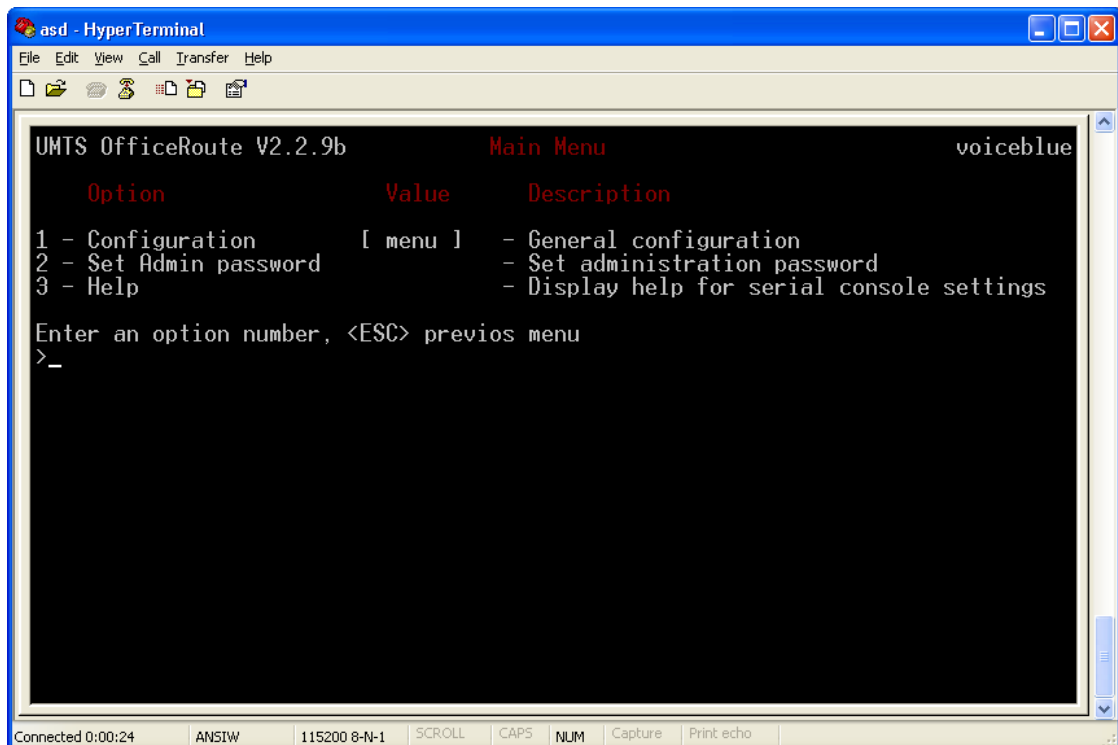 asd - HyperTerminal
File Edit View Call Transfer Help
UMTS OfficeRoute V2.2.9b Main Menu voiceblue
Option Value Description
1 - Configuration [ menu ] - General configuration
2 - Set Admin password - Set administration password
3 - Help - Display help for serial console settings
Enter an option number, <ESC> previos menu
>_
Connected 0:00:24 ANSIW 115200 8-N-1 SCROLL CAPS NUM Capture Print echo